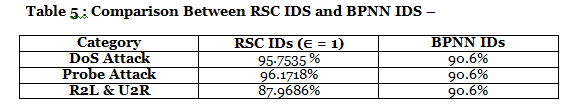 Table 5 : Comparison Between RSC IDS and BPNN IDS –
Category RSC IDs (∈ = 1) BPNN IDs
DoS Attack 95.7535 % 90.6%
Probe Attack 96.1718% 90.6%
R2L & U2R 87.9686% 90.6%